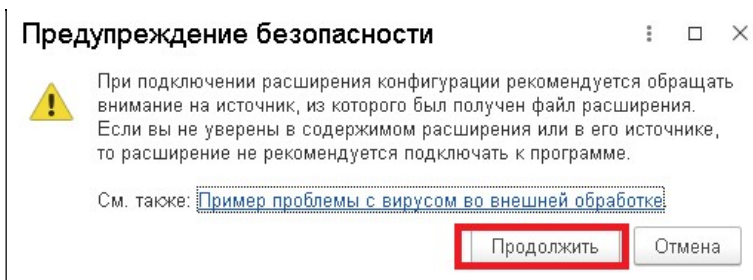 Предупреждение безопасности
При подключении расширения конфигурации рекомендуется обращать
внимание на источник, из которого был получен файл расширения.
Если вы не уверены в содержимом расширения или в его источнике,
то расширение не рекомендуется подключать к программе.
См. также: Пример проблемы с вирусом во внешней обработке
Продолжить Отмена